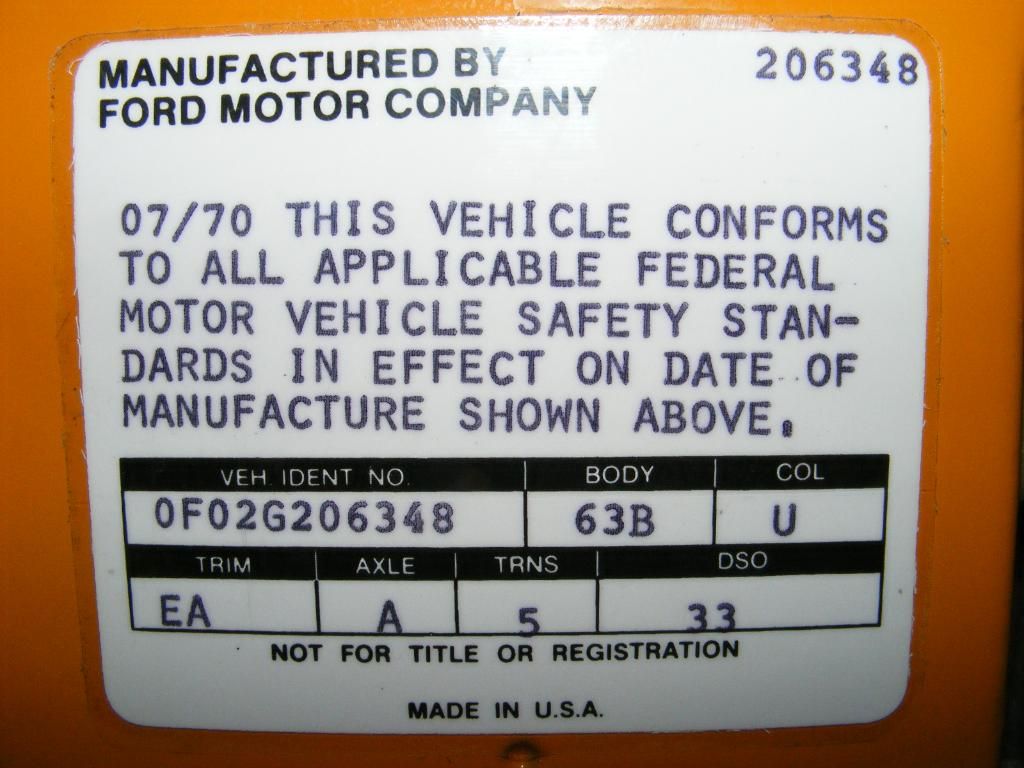 MANUFACTURED BY 206348
FORD MOTOR COMPANY
07/70 THIS VEHICLE CONFORMS
TO ALL APPLICABLE FEDERAL
MOTOR VEHICLE SAFETY STAN-
DARDS IN EFFECT ON DATE OF
MANUFACTURE SHOWN ABOVE.
VEH. IDENT NO. BODY COL
0F02G206348 63B U
TRIM AXLE TRNS DSO
EA A 5 33
NOT FOR TITLE OR REGISTRATION
MADE IN U.S.A.